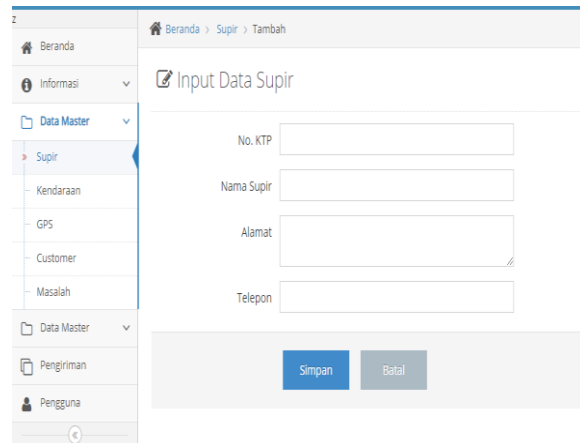 z
Beranda
Informasi
Data Master
Supir
Kendaraan
GPS
Customer
Masalah
Data Master
Pengiriman
Pengguna
Beranda > Supir > Tambah
Input Data Supir
No. KTP
Nama Supir
Alamat
Telepon
Simpan Batal